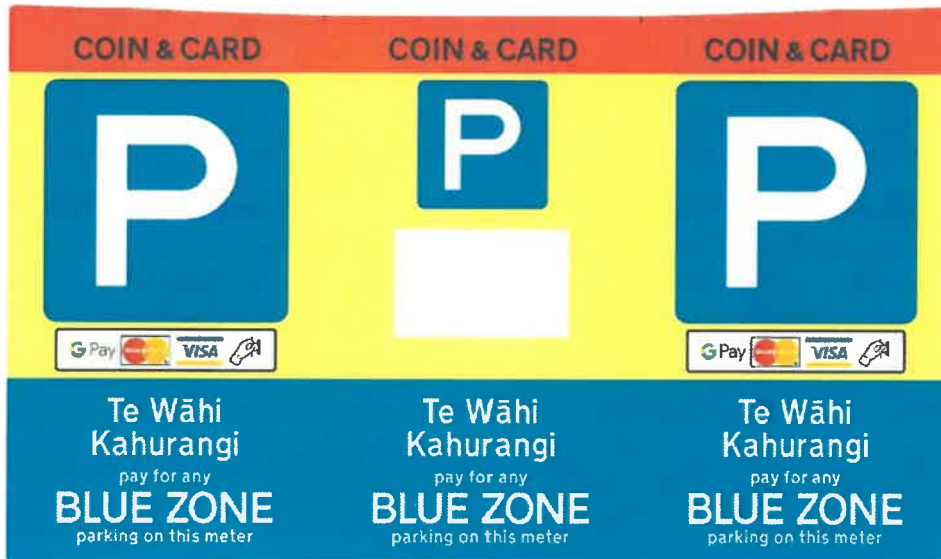 COIN & CARD COIN & CARD COIN & CARD
P P P
G Pay VISA G Pay VISA
Te Wāhi Te Wāhi Te Wāhi
Kahurangi Kahurangi Kahurangi
pay for any pay for any pay for any
BLUE ZONE BLUE ZONE BLUE ZONE
parking on this meter parking on this meter parking on this meter